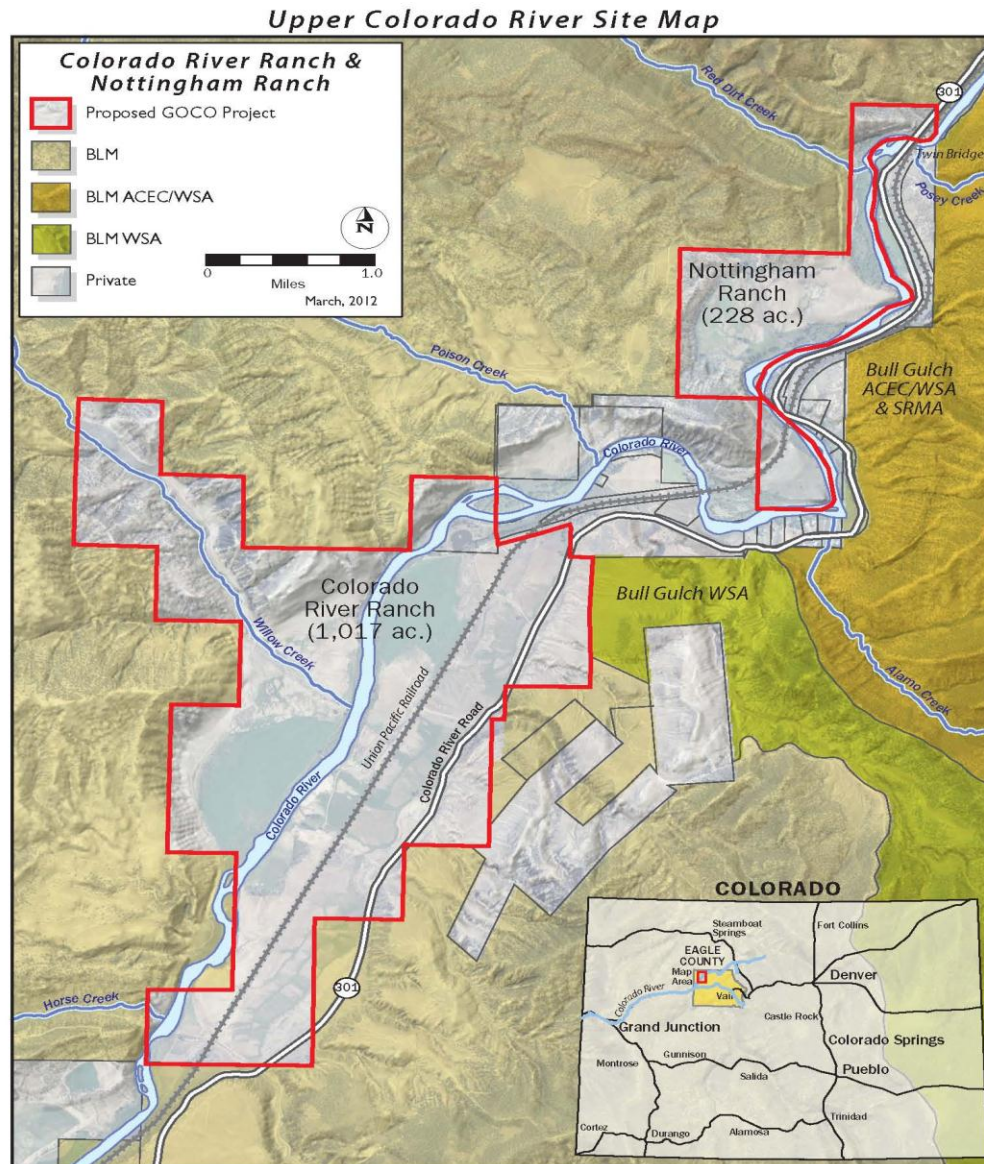 Upper Colorado River Site Map
Colorado River Ranch &
Nottingham Ranch
Proposed GOCO Project
BLM
BLM ACEC/WSA
BLM WSA
Private
N
0 1.0
Miles
March, 2012
Red Dirt Creek
301
Twin Bridges
Posey Creek
Nottingham
Ranch
(228 ac.)
Poison Creek
Bull Gulch
ACEC/WSA
& SRMA
Colorado River
Colorado
River Ranch
(1,017 ac.)
Bull Gulch WSA
Willow Creek
Alamo Creek
Union Pacific Railroad
Colorado River Road
Colorado River
301
Horse Creek
COLORADO
Steamboat
Springs
Fort Collins
EAGLE
COUNTY
Map
Area
Denver
Vail
Colorado River
Castle Rock
Grand Junction
Colorado Springs
Montrose
Gunnison
Pueblo
Salida
Trinidad
Cortez
Durango
Alamosa